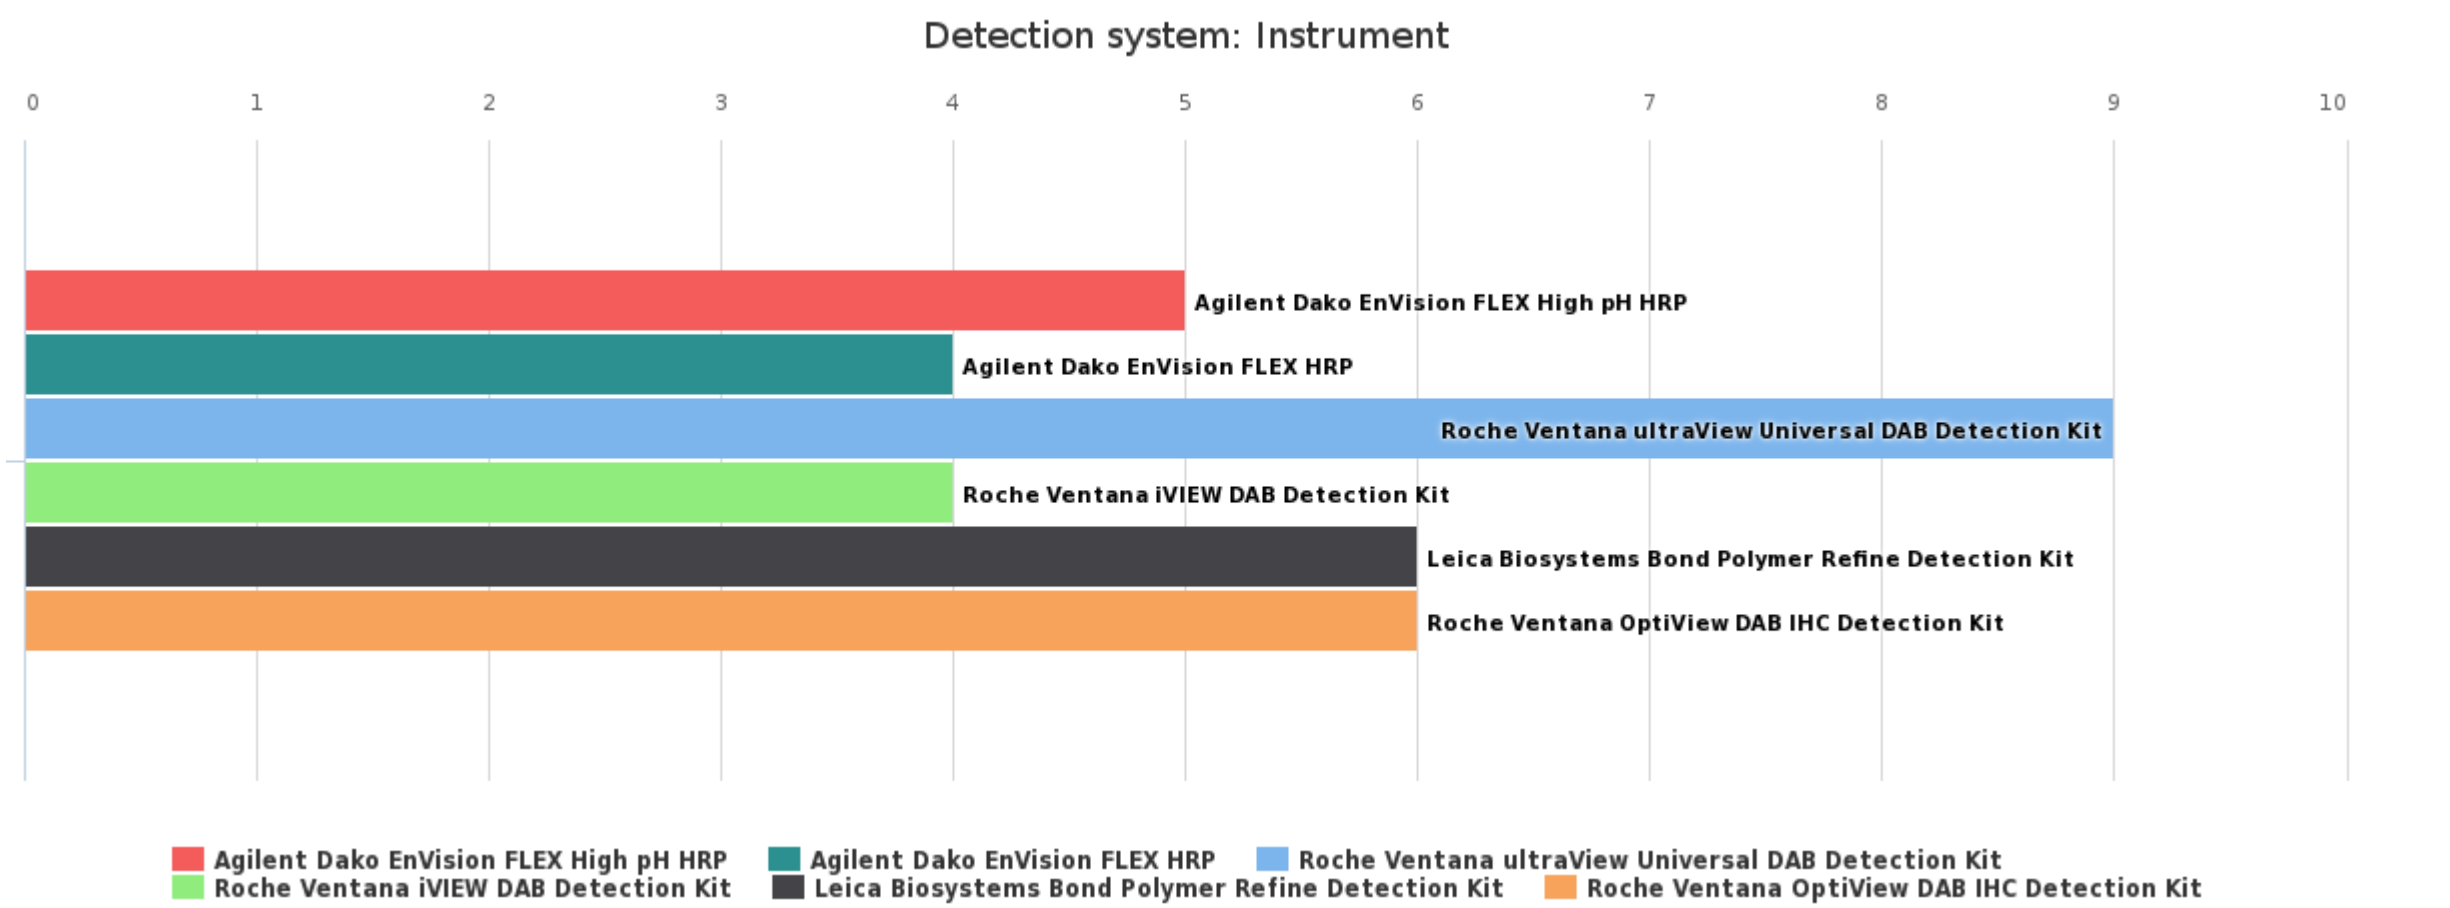 Detection system: Instrument
0 1 2 3 4 5 6 7 8 9 10
Agilent Dako EnVision FLEX High pH HRP
Agilent Dako EnVision FLEX HRP
Roche Ventana ultraView Universal DAB Detection Kit
Roche Ventana iVIEW DAB Detection Kit
Leica Biosystems Bond Polymer Refine Detection Kit
Roche Ventana OptiView DAB IHC Detection Kit
Agilent Dako EnVision FLEX High pH HRP Agilent Dako EnVision FLEX HRP Roche Ventana ultraView Universal DAB Detection Kit
Roche Ventana iVIEW DAB Detection Kit Leica Biosystems Bond Polymer Refine Detection Kit Roche Ventana OptiView DAB IHC Detection Kit